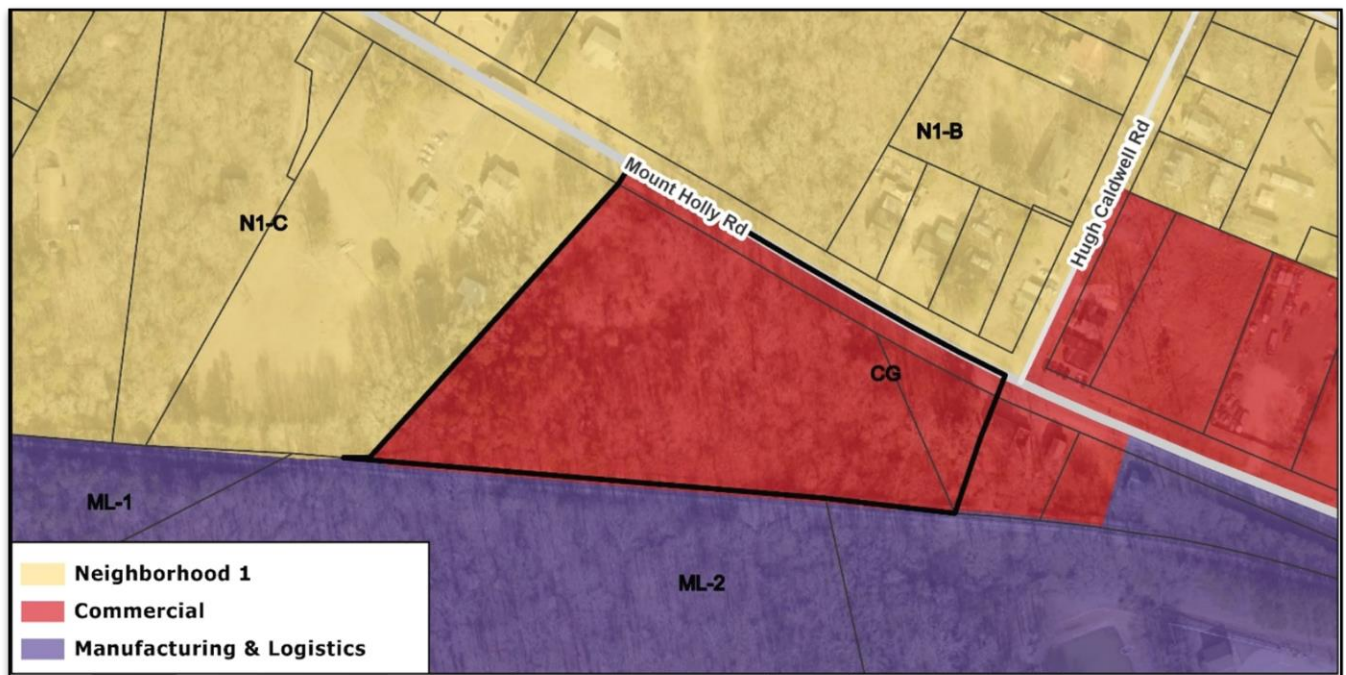 N1-B
Mount Holly Rd
Hugh Caldwell Rd
N1-C
CG
ML-1
ML-2
Neighborhood 1
Commercial
Manufacturing & Logistics